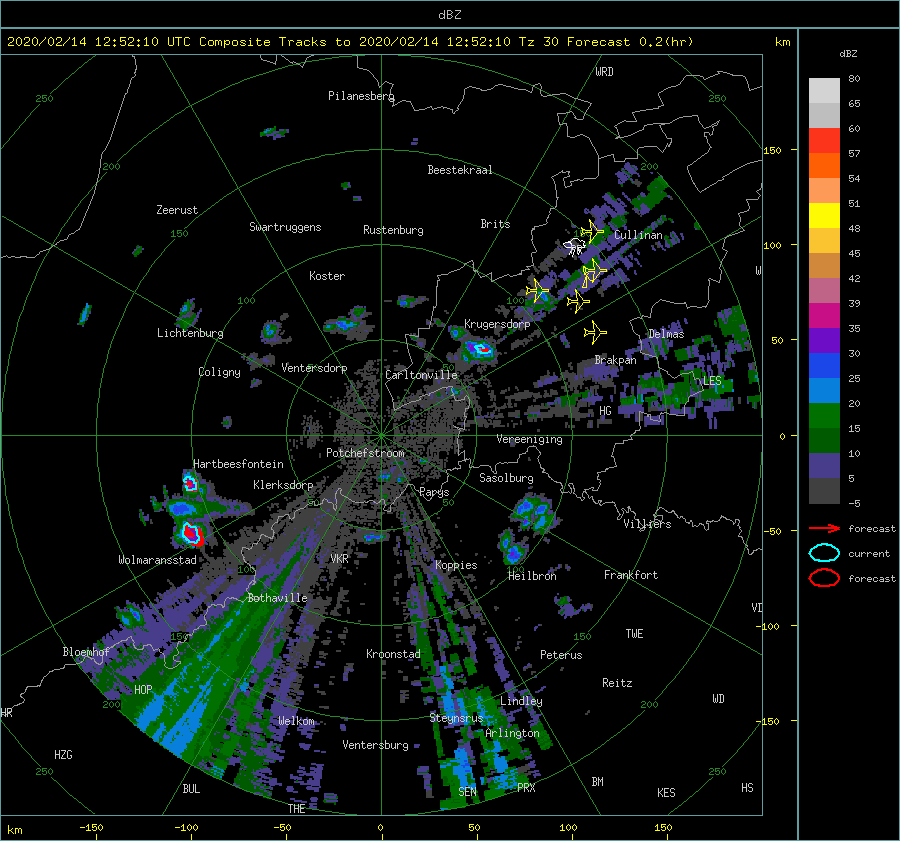 dBZ
2020/02/14 12:52:10 UTC Composite Tracks to 2020/02/14 12:52:10 Tz 30 Forecast 0.2(hr)
km
dBZ
WRD
250
Pilanesberg
250
80
65
60
57
54
51
48
45
42
39
35
30
25
20
15
10
5
-5
150
200
Beestekraal
200
Zeerust
150
Swartruggens
Rustenburg
Brits
Cullinan
100
Koster
W
100
100
Lichtenburg
Krugersdorp
Delmas
50
Brakpan
Coligny
Ventersdorp
Carltonville
LES
HG
0
Vereeniging
Potchefstroom
Hartbeesfontein
Klerksdorp
Sasolburg
Parys
50
50
Villiers
-50
forecast
current
forecast
Wolmaransstad
VKR
Koppies
100
100
Heilbron
Frankfort
Bothaville
VD
-100
150
150
TWE
Bloemhof
Kroonstad
Peterus
HOP
Reitz
WD
200
200
Lindley
HR
Welkom
Steynsrus
-150
Arlington
Ventersburg
HZG
250
250
BUL
SEN
PRX
BM
KES
HS
THE
km
-150
-100
-50
0
50
100
150